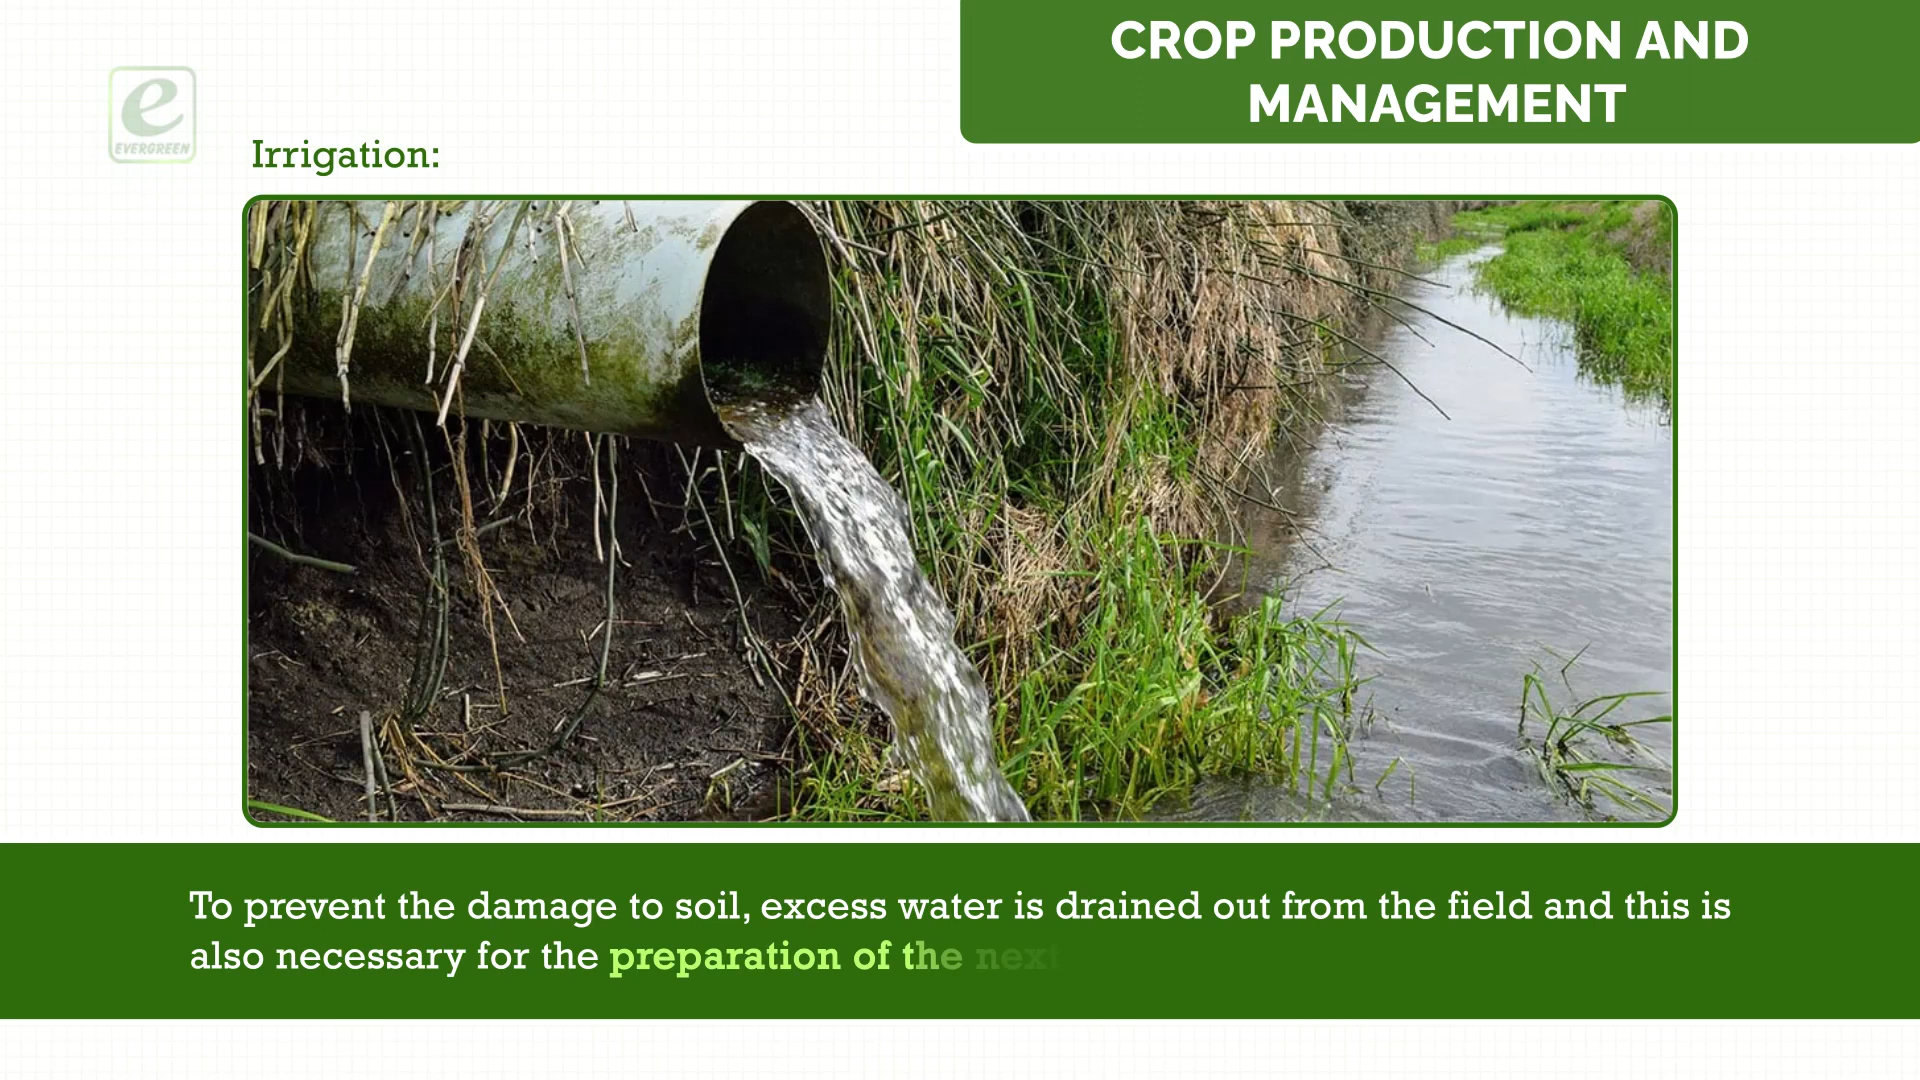 CROP PRODUCTION AND
MANAGEMENT
e
EVERGREEN
Irrigation:
To prevent the damage to soil, excess water is drained out from the field and this is
also necessary for the preparation of the next